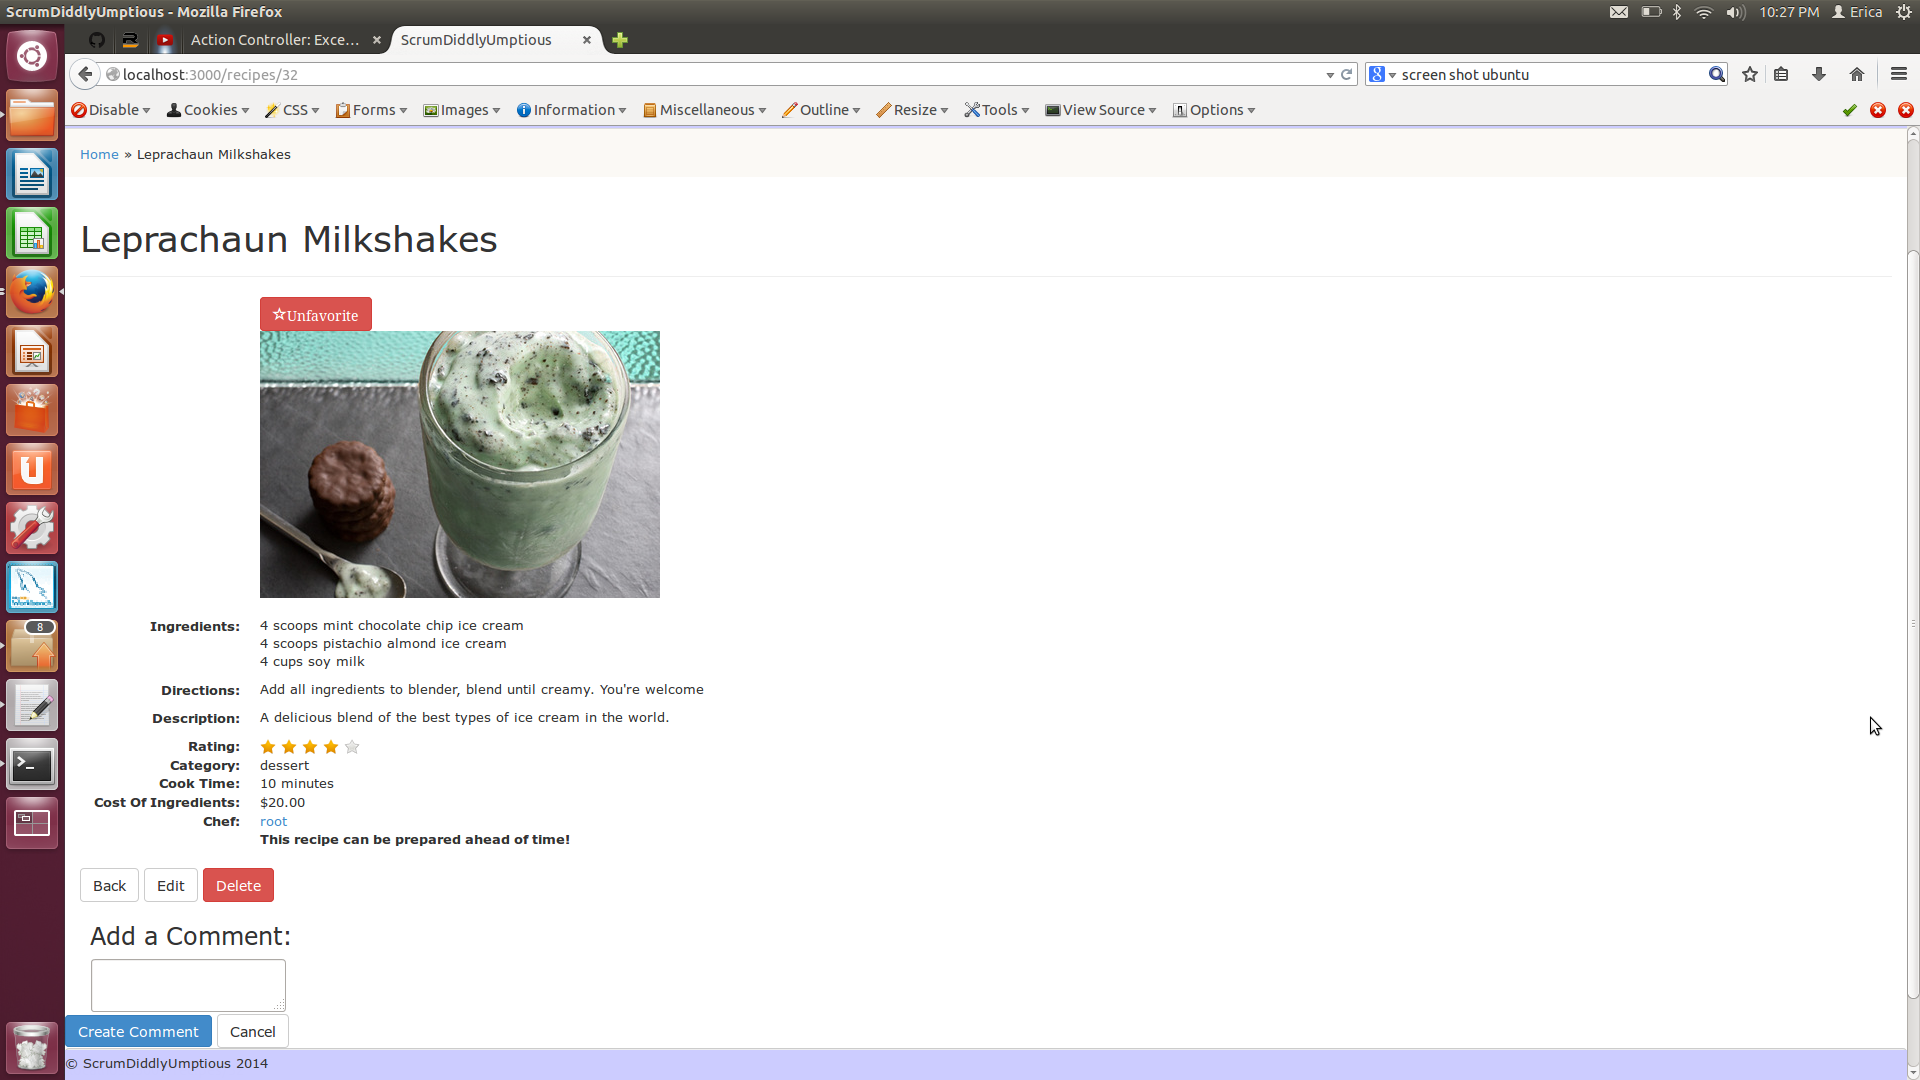 ScrumDiddlyUmptious - Mozilla Firefox
10:27 PM Erica
Action Controller: Exce...
ScrumDiddlyUmptious
localhost:3000/recipes/32
screen shot ubuntu
Disable Cookies CSS Forms Images Information Miscellaneous Outline Resize Tools View Source Options
Home » Leprachaun Milkshakes
Leprachaun Milkshakes
☆Unfavorite
Ingredients: 4 scoops mint chocolate chip ice cream
4 scoops pistachio almond ice cream
4 cups soy milk
Directions: Add all ingredients to blender, blend until creamy. You're welcome
Description: A delicious blend of the best types of ice cream in the world.
Rating:
Category: dessert
Cook Time: 10 minutes
Cost Of Ingredients: $20.00
Chef: root
This recipe can be prepared ahead of time!
8
Back Edit Delete
Add a Comment:
Create Comment Cancel
© ScrumDiddlyUmptious 2014